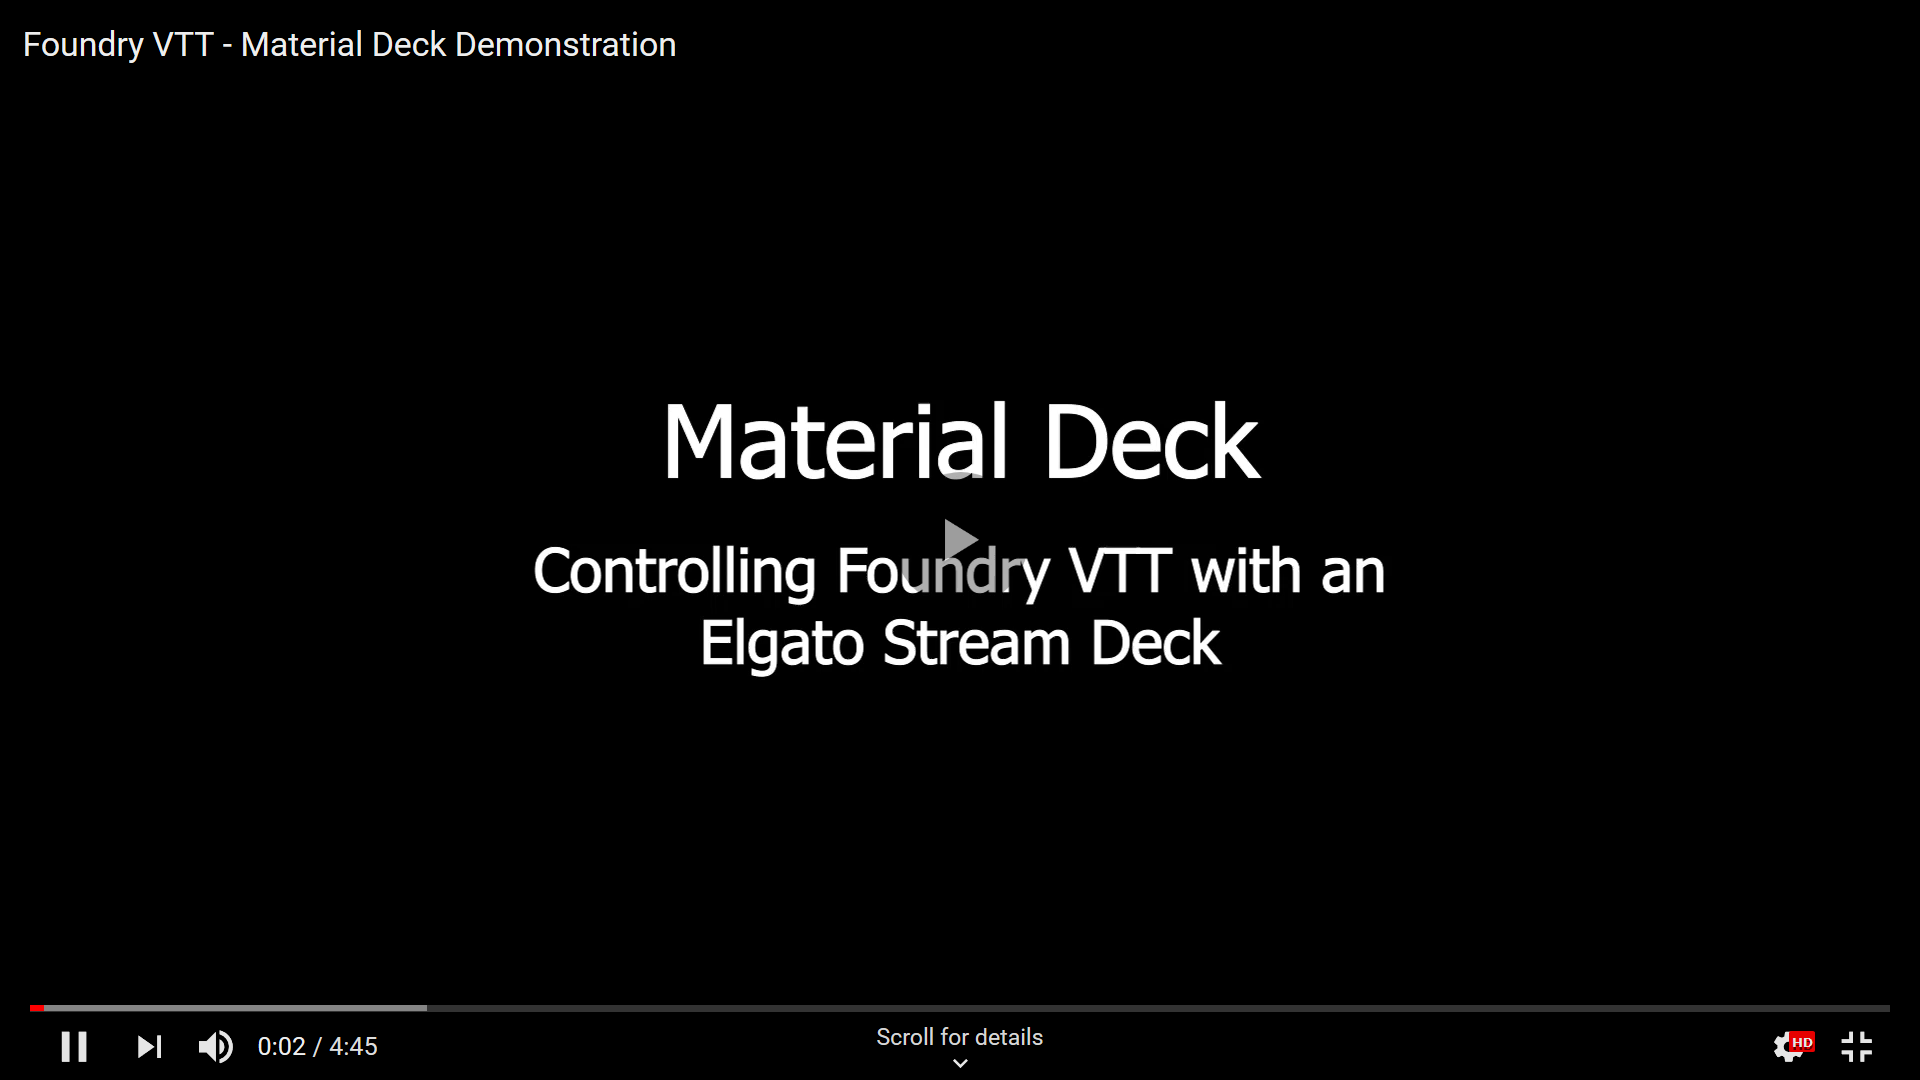 Foundry VTT - Material Deck Demonstration
Material Deck
Controlling Foundry VTT with an
Elgato Stream Deck
0:02 / 4:45
Scroll for details
HD